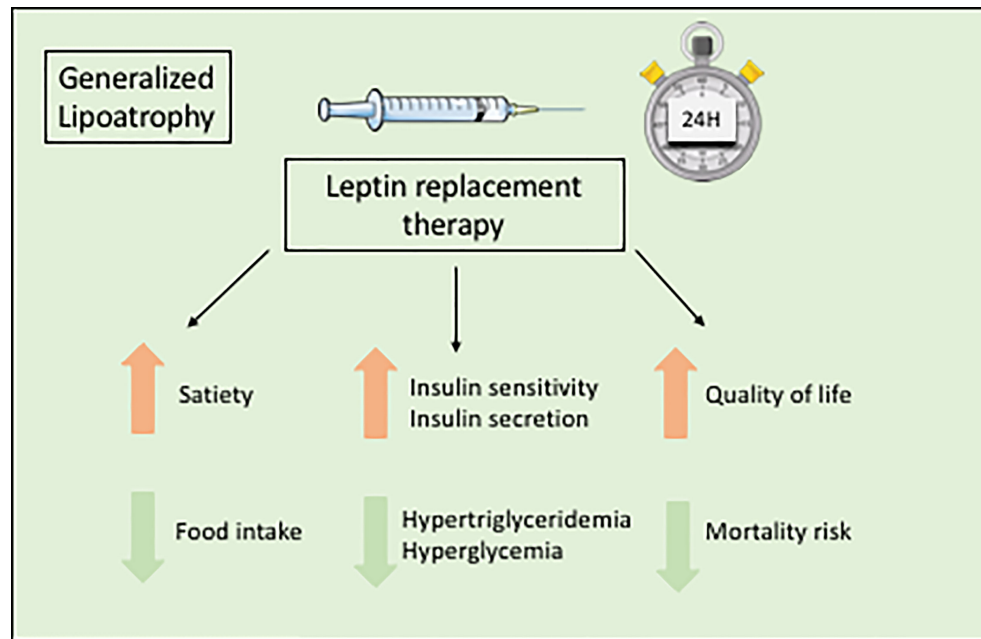 Generalized
Lipoatrophy
24H
Leptin replacement
therapy
Satiety
Insulin sensitivity
Insulin secretion
Quality of life
Food intake
Hypertriglyceridemia
Hyperglycemia
Mortality risk